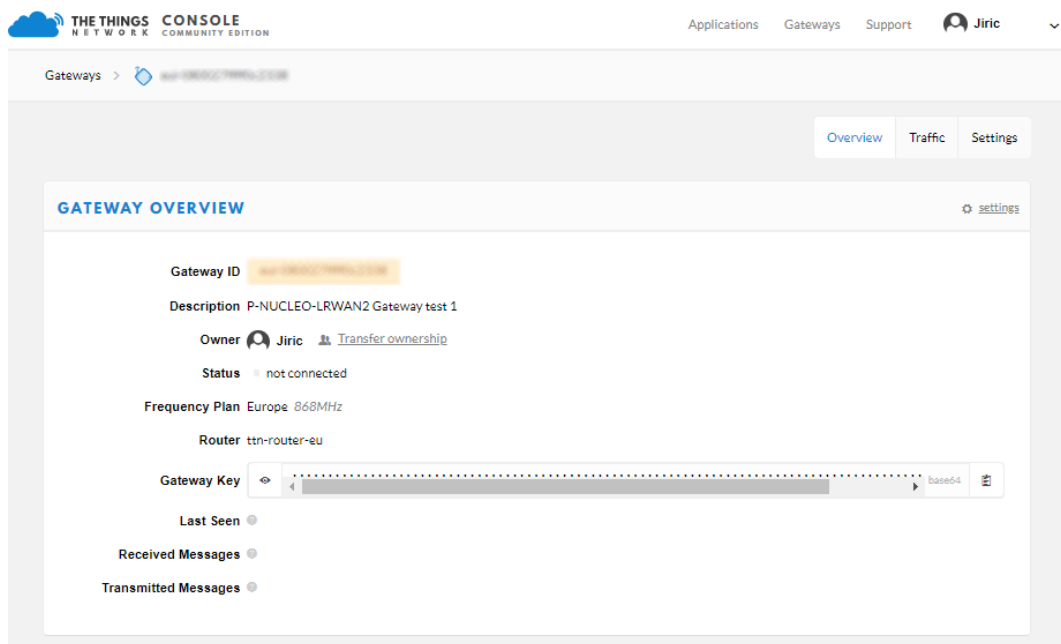 THE THINGS NETWORK CONSOLE COMMUNITY EDITION Applications Gateways Support Jiric
Gateways >
Overview Traffic Settings
GATEWAY OVERVIEW settings
Gateway ID
Description P-NUCLEO-LRWAN2 Gateway test 1
Owner Jiric Transfer ownership
Status not connected
Frequency Plan Europe 868MHz
Router ttn-router-eu
Gateway Key base64
Last Seen
Received Messages
Transmitted Messages